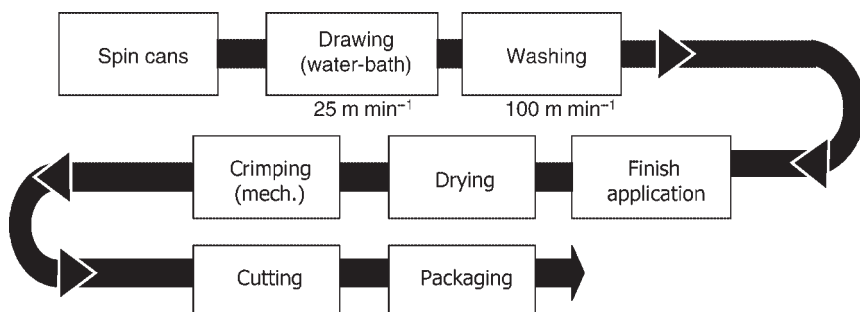 Spin cans
Drawing
(water-bath)
Washing
25 m min⁻¹
100 m min⁻¹
Crimping
(mech.)
Drying
Finish
application
Cutting
Packaging